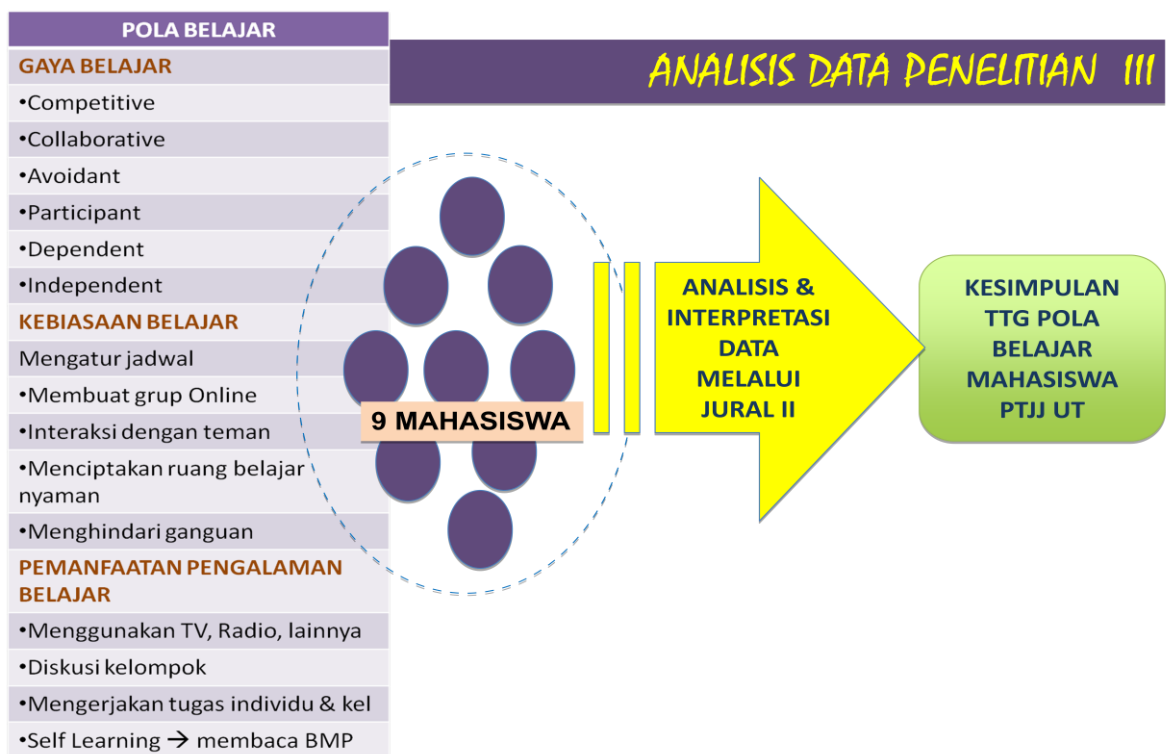 POLA BELAJAR
GAYA BELAJAR
•Competitive
•Collaborative
•Avoidant
•Participant
•Dependent
•Independent
KEBIASAAN BELAJAR
Mengatur jadwal
•Membuat grup Online
•Interaksi dengan teman
•Menciptakan ruang belajar
nyaman
•Menghindari ganguan
PEMANFAATAN PENGALAMAN
BELAJAR
•Menggunakan TV, Radio, lainnya
•Diskusi kelompok
•Mengerjakan tugas individu & kel
•Self Learning → membaca BMP
ANALISIS DATA PENELITIAN III
9 MAHASISWA
ANALISIS &
INTERPRETASI
DATA
MELALUI
JURAL II
KESIMPULAN
TTG POLA
BELAJAR
MAHASISWA
PTJJ UT